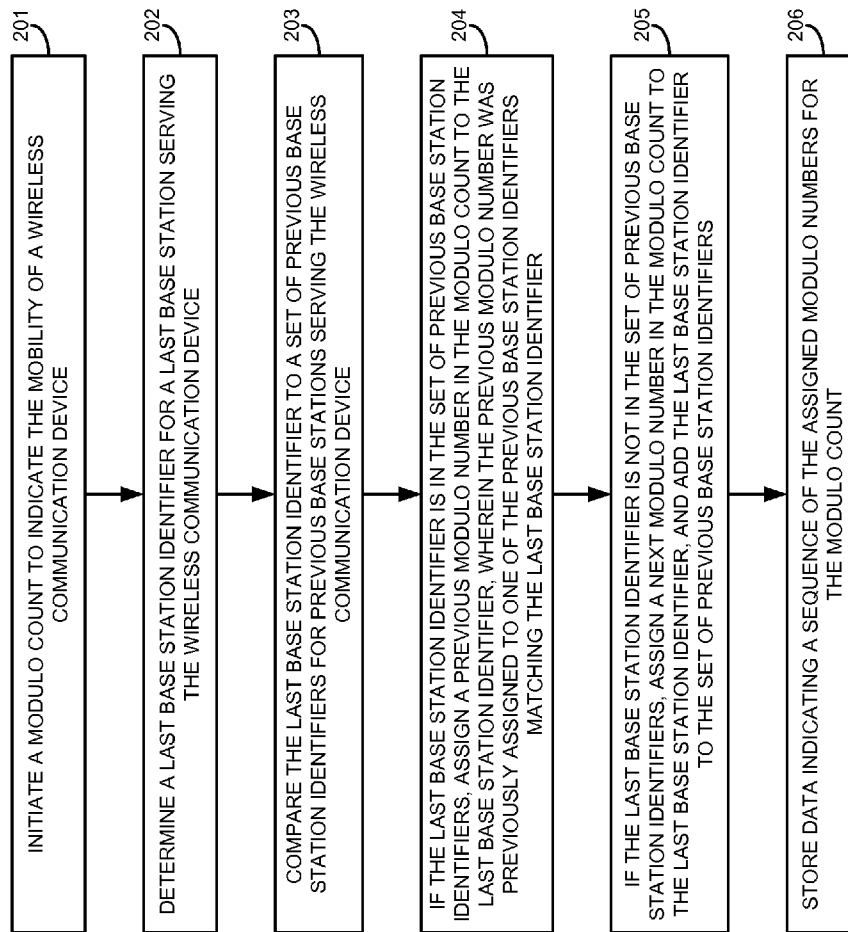 201
INITIATE A MODULO COUNT TO INDICATE THE MOBILITY OF A WIRELESS
COMMUNICATION DEVICE
202
DETERMINE A LAST BASE STATION IDENTIFIER FOR A LAST BASE STATION SERVING
THE WIRELESS COMMUNICATION DEVICE
203
COMPARE THE LAST BASE STATION IDENTIFIER TO A SET OF PREVIOUS BASE
STATION IDENTIFIERS FOR PREVIOUS BASE STATIONS SERVING THE WIRELESS
COMMUNICATION DEVICE
204
IF THE LAST BASE STATION IDENTIFIER IS IN THE SET OF PREVIOUS BASE STATION
IDENTIFIERS, ASSIGN A PREVIOUS MODULO NUMBER IN THE MODULO COUNT TO THE
LAST BASE STATION IDENTIFIER, WHEREIN THE PREVIOUS MODULO NUMBER WAS
PREVIOUSLY ASSIGNED TO ONE OF THE PREVIOUS BASE STATION IDENTIFIERS
MATCHING THE LAST BASE STATION IDENTIFIER
205
IF THE LAST BASE STATION IDENTIFIER IS NOT IN THE SET OF PREVIOUS BASE
STATION IDENTIFIERS, ASSIGN A NEXT MODULO NUMBER IN THE MODULO COUNT TO
THE LAST BASE STATION IDENTIFIER, AND ADD THE LAST BASE STATION IDENTIFIER
TO THE SET OF PREVIOUS BASE STATION IDENTIFIERS
206
STORE DATA INDICATING A SEQUENCE OF THE ASSIGNED MODULO NUMBERS FOR
THE MODULO COUNT